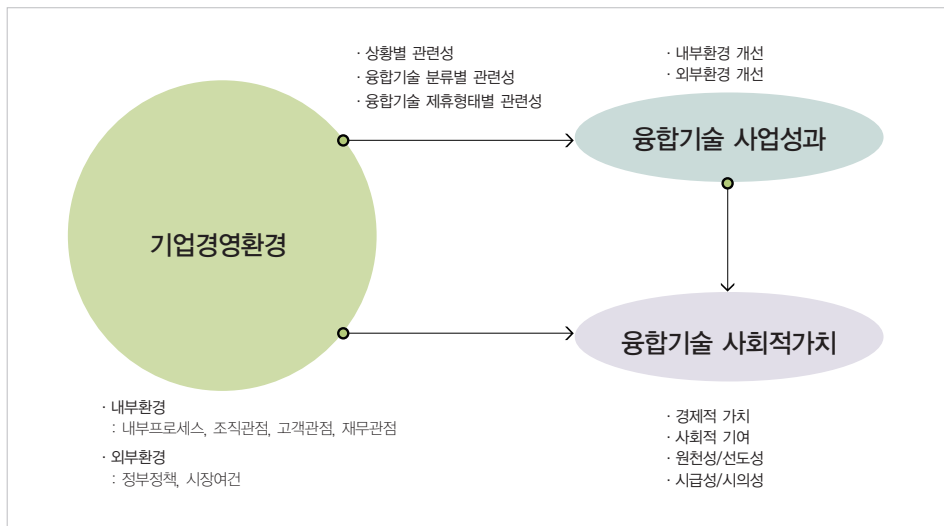 · 상황별 관련성
· 융합기술 분류별 관련성
· 융합기술 제휴형태별 관련성
· 내부환경 개선
· 외부환경 개선
융합기술 사업성과
기업경영환경
융합기술 사회적가치
· 내부환경
: 내부프로세스, 조직관점, 고객관점, 재무관점
· 외부환경
: 정부정책, 시장여건
· 경제적 가치
· 사회적 기여
· 원천성/선도성
· 시급성/시의성